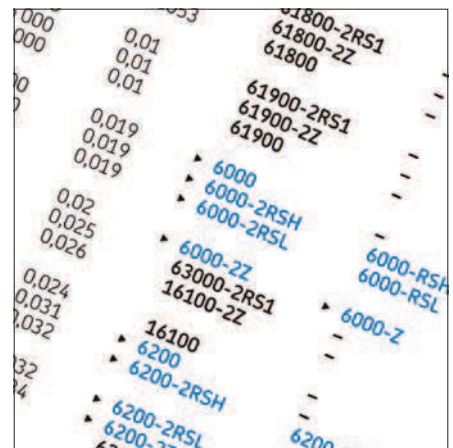 000
000
0,01
0,01
0,01
0,019
0,019
0,019
0,02
0,025
0,026
0,024
0,031
0,032
61800-2RS1
61800-2Z
61800
61900-2RS1
61900-2Z
61900
▸ 6000
▸ 6000-2RSH
▸ 6000-2RSL
▸ 6000-2Z
63000-2RS1
16100-2Z
16100
▸ 6200
▸ 6200-2RSH
▸ 6200-2RSL
–
–
–
–
–
–
6000-RSH
6000-RSL
▸ 6000-Z
–
–
–
–
6200